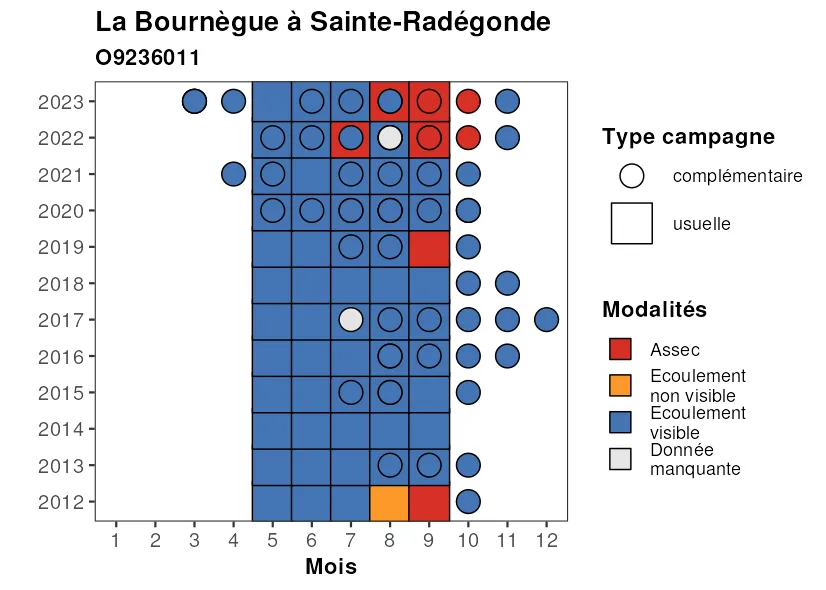 La Bournègue à Sainte-Radégonde
O9236011
2023
2022
2021
2020
2019
2018
2017
2016
2015
2014
2013
2012
1 2 3 4 5 6 7 8 9 10 11 12
Mois
Type campagne
complémentaire
usuelle
Modalités
Assec
Ecoulement
non visible
Ecoulement
visible
Donnée
manquante